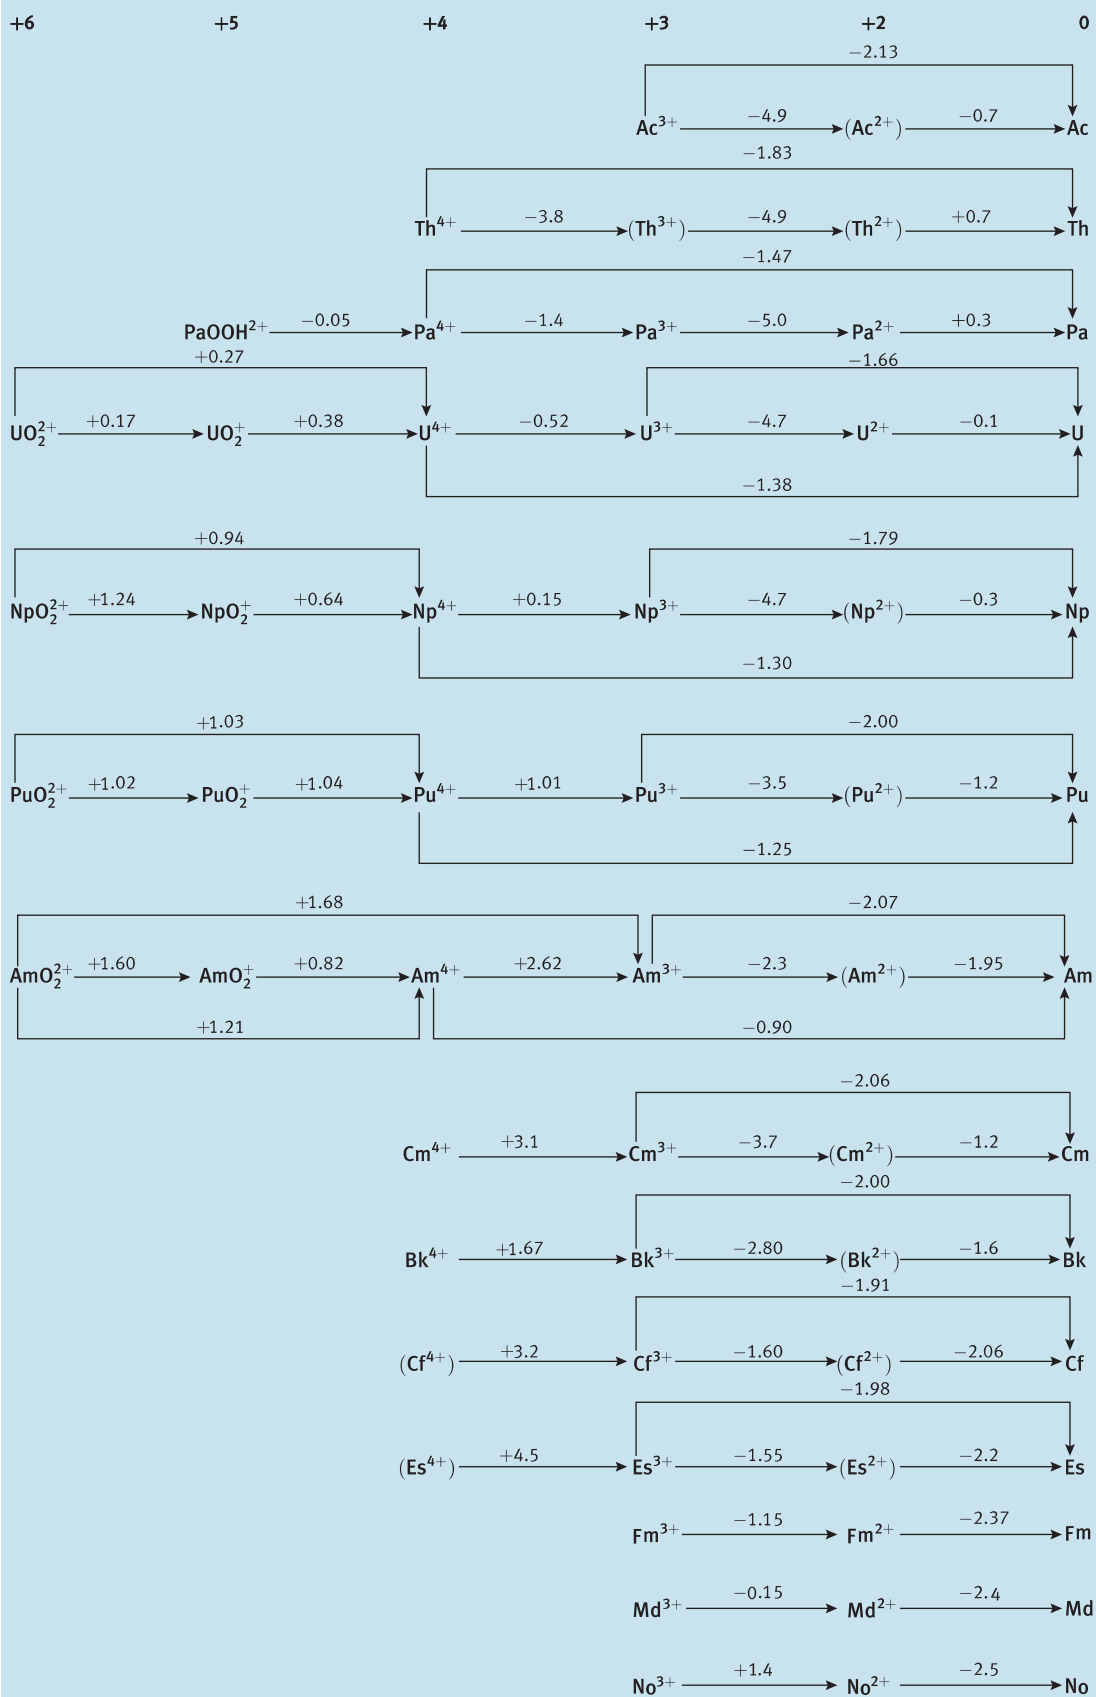 +6 +5 +4 +3 +2 0
−2.13
Ac³⁺ −4.9 (Ac²⁺) −0.7 Ac
−1.83
Th⁴⁺ −3.8 (Th³⁺) −4.9 (Th²⁺) +0.7 Th
−1.47
PaOOH²⁺ −0.05 Pa⁴⁺ −1.4 Pa³⁺ −5.0 Pa²⁺ +0.3 Pa
+0.27 −1.66
UO₂²⁺ +0.17 UO₂⁺ +0.38 U⁴⁺ −0.52 U³⁺ −4.7 U²⁺ −0.1 U
−1.38
+0.94 −1.79
NpO₂²⁺ +1.24 NpO₂⁺ +0.64 Np⁴⁺ +0.15 Np³⁺ −4.7 (Np²⁺) −0.3 Np
−1.30
+1.03 −2.00
PuO₂²⁺ +1.02 PuO₂⁺ +1.04 Pu⁴⁺ +1.01 Pu³⁺ −3.5 (Pu²⁺) −1.2 Pu
−1.25
+1.68 −2.07
AmO₂²⁺ +1.60 AmO₂⁺ +0.82 Am⁴⁺ +2.62 Am³⁺ −2.3 (Am²⁺) −1.95 Am
+1.21 −0.90
−2.06
Cm⁴⁺ +3.1 Cm³⁺ −3.7 (Cm²⁺) −1.2 Cm
−2.00
Bk⁴⁺ +1.67 Bk³⁺ −2.80 (Bk²⁺) −1.6 Bk
−1.91
(Cf⁴⁺) +3.2 Cf³⁺ −1.60 (Cf²⁺) −2.06 Cf
−1.98
(Es⁴⁺) +4.5 Es³⁺ −1.55 (Es²⁺) −2.2 Es
Fm³⁺ −1.15 Fm²⁺ −2.37 Fm
Md³⁺ −0.15 Md²⁺ −2.4 Md
No³⁺ +1.4 No²⁺ −2.5 No